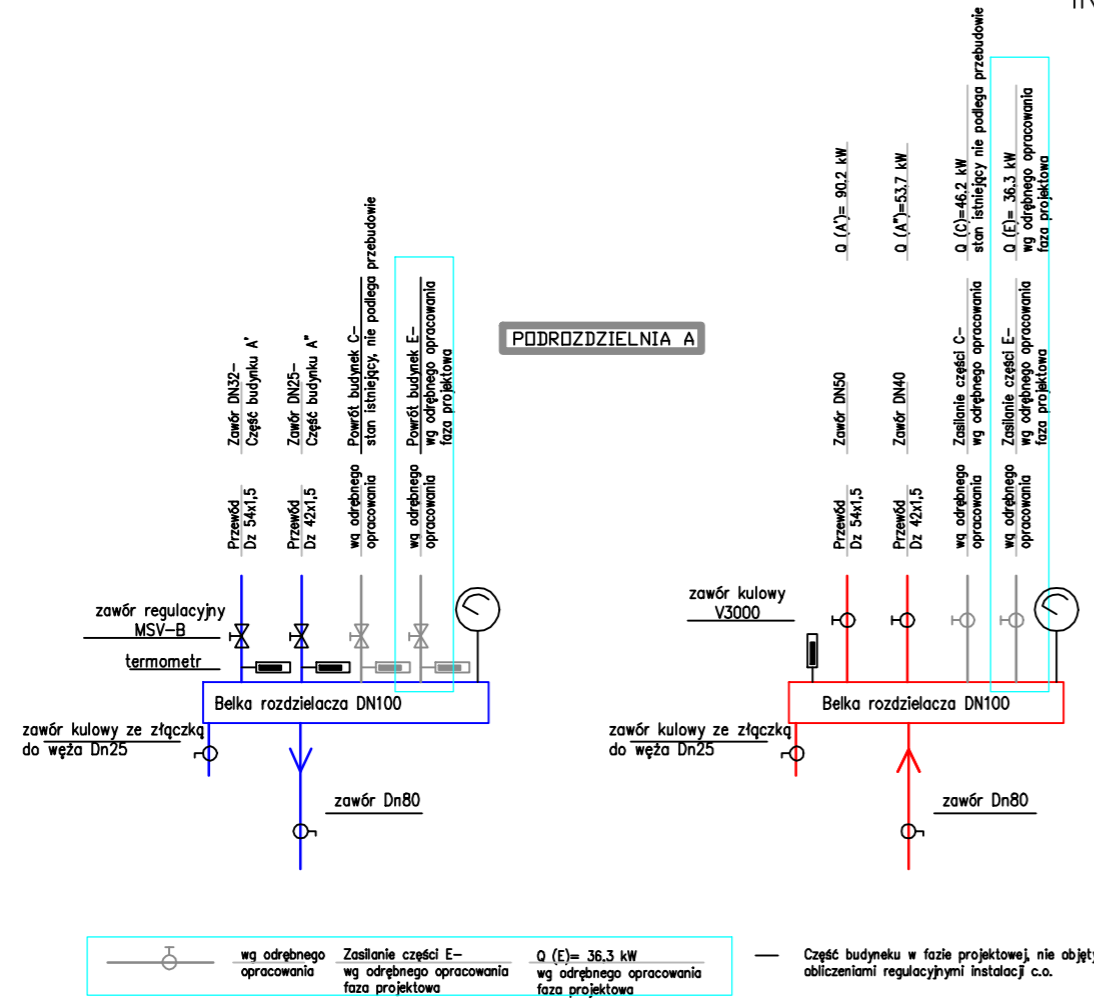 PODROZDZIELNIA A
Zawór DN32-
Część budynku A'
Zawór DN25-
Część budynku A"
Powrót budynek C-
stan istniejący, nie podlega przebudowie
Powrót budynek E-
wg odrębnego opracowania
faza projektowa
Przewód
Dz 54x1,5
Przewód
Dz 42x1,5
wg odrębnego
opracowania
wg odrębnego
opracowania
zawór regulacyjny
MSV-B
termometr
Belka rozdzielacza DN100
zawór kulowy ze złączką
do węża Dn25
zawór Dn80
Q (A')= 90,2 kW
Q (A")=53,7 kW
Q (C)=46,2 kW
stan istniejący nie podlega przebudowie
Q (E)= 36,3 kW
wg odrębnego opracowania
faza projektowa
Zawór DN50
Zawór DN40
Zasilanie części C-
wg odrębnego opracowania
Zasilanie części E-
wg odrębnego opracowania
faza projektowa
Przewód
Dz 54x1,5
Przewód
Dz 42x1,5
wg odrębnego
opracowania
wg odrębnego
opracowania
zawór kulowy
V3000
Belka rozdzielacza DN100
zawór kulowy ze złączką
do węża Dn25
zawór Dn80
wg odrębnego
opracowania
Zasilanie części E-
wg odrębnego opracowania
faza projektowa
Q (E)= 36,3 kW
wg odrębnego opracowania
faza projektowa
Część budyneku w fazie projektowej, nie objęty
obliczeniami regulacyjnymi instalacji c.o.